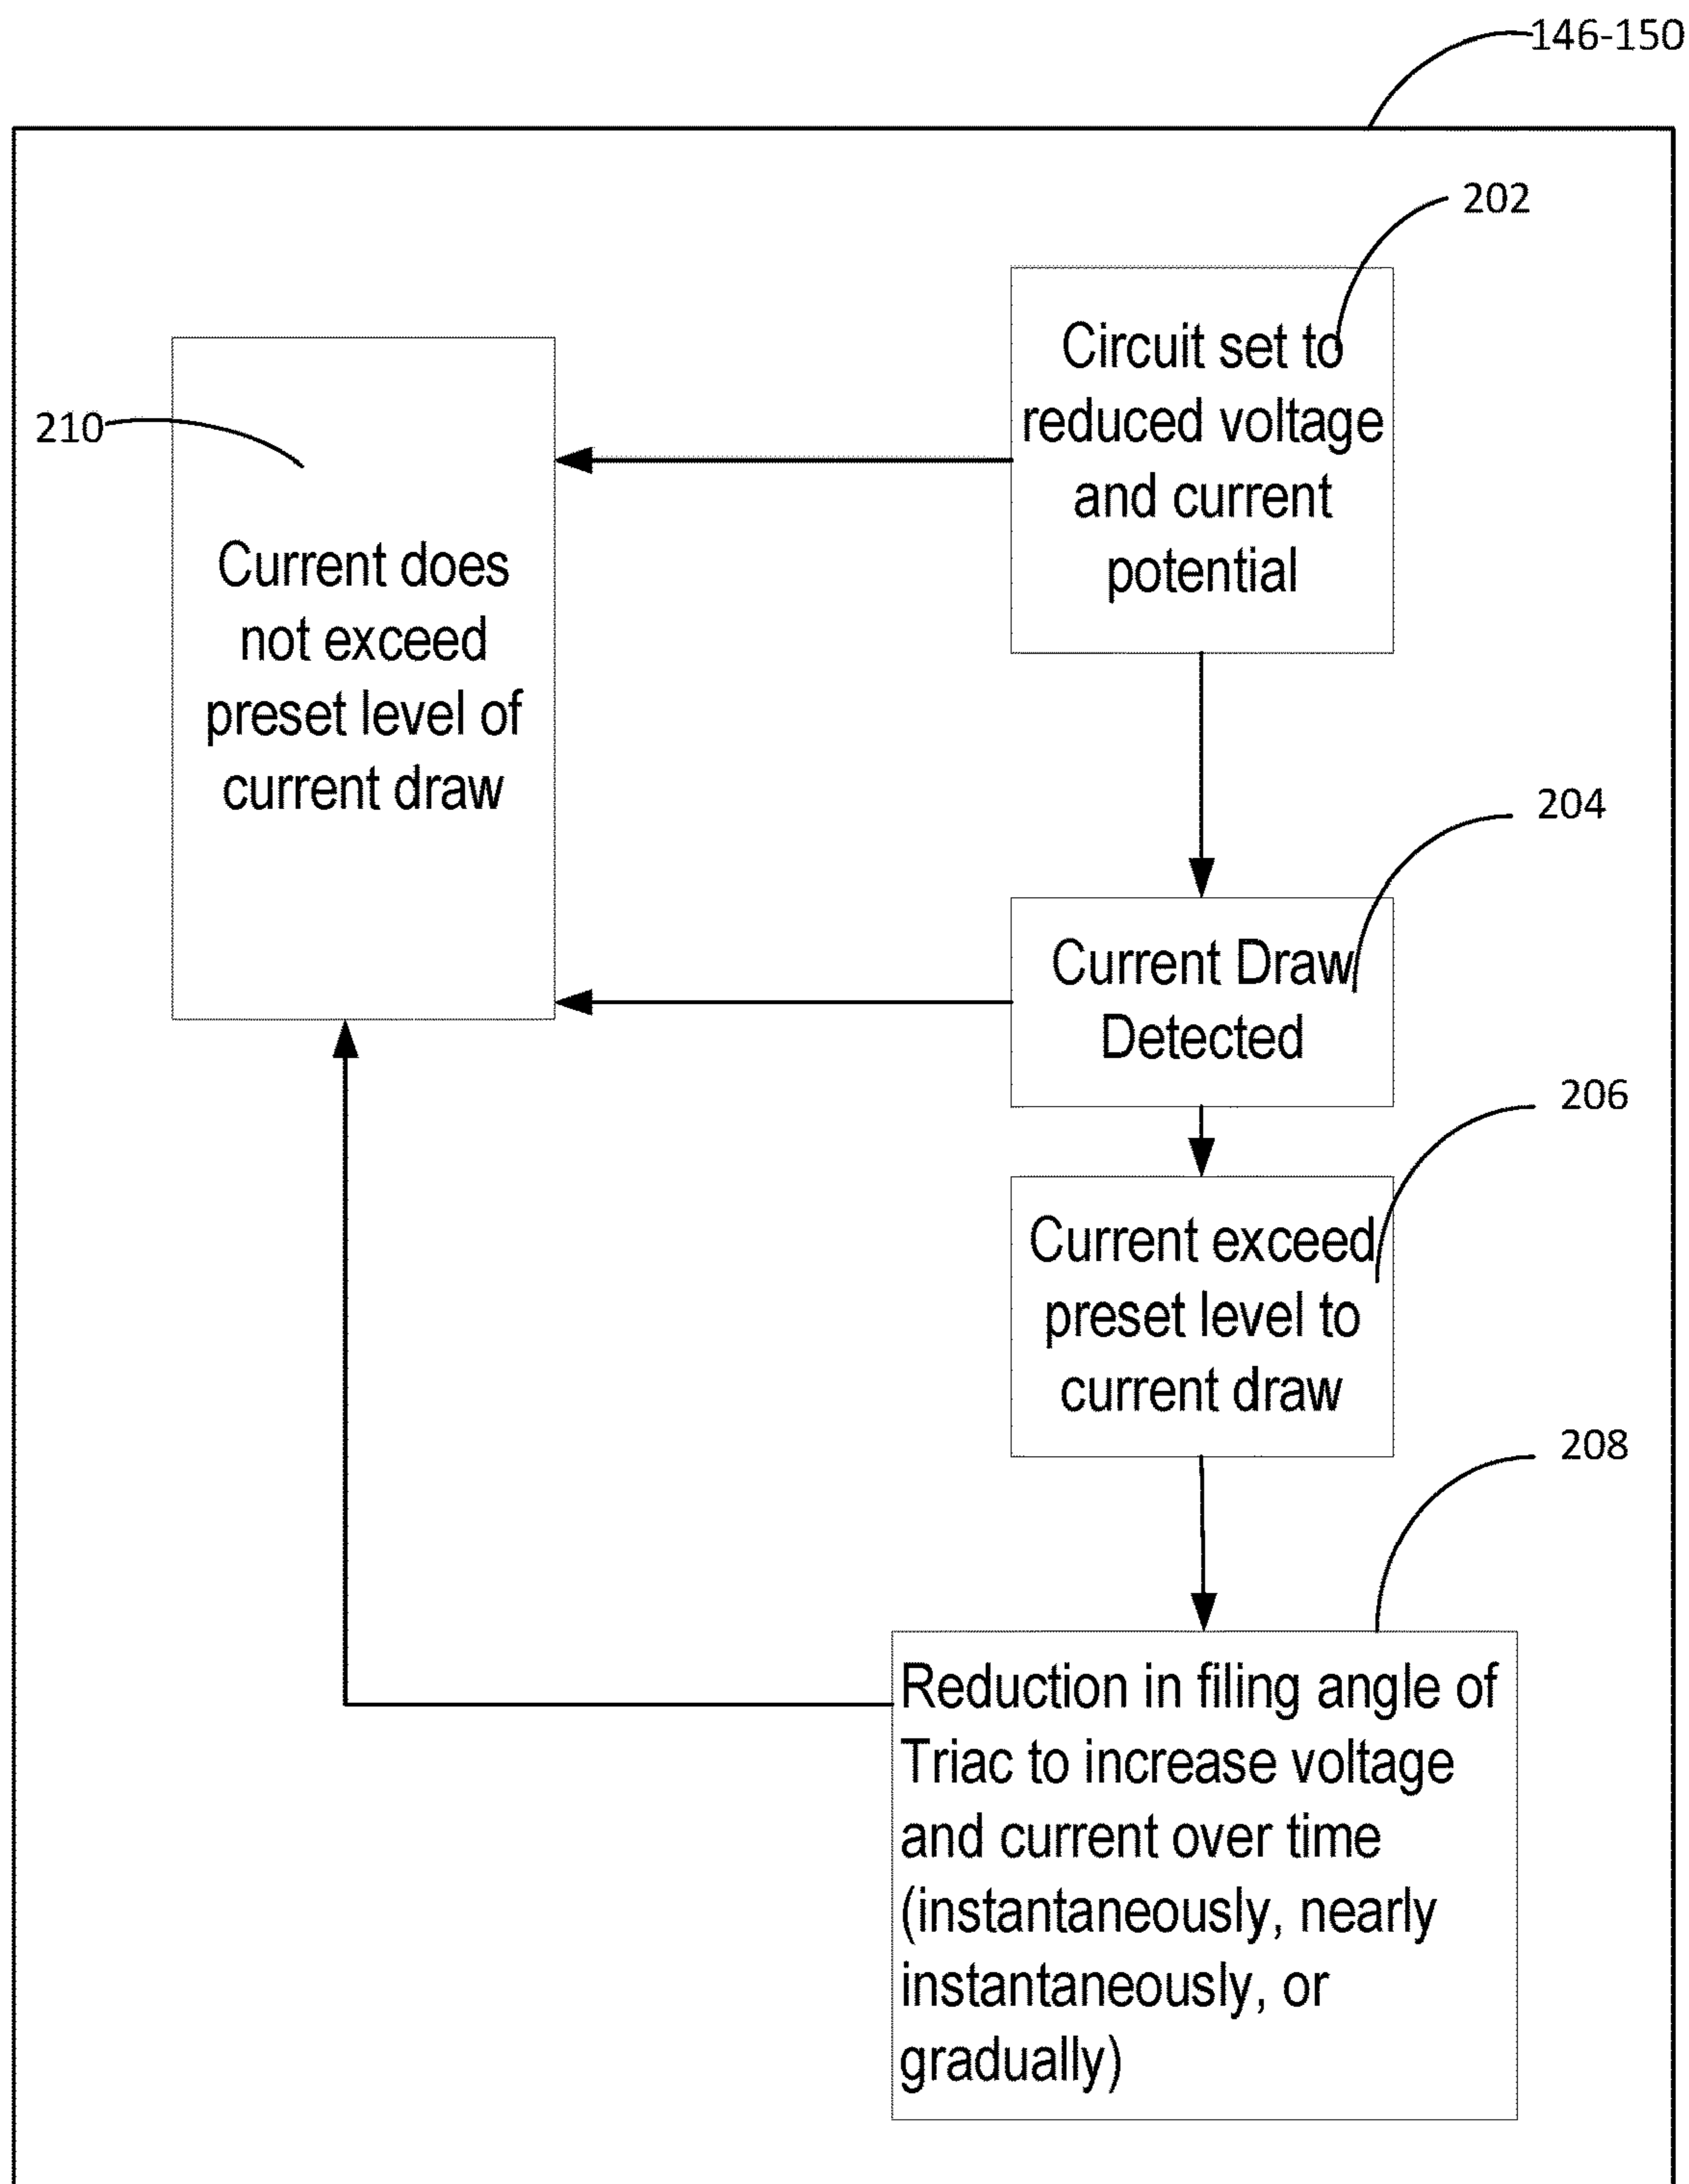 146-150
202
Circuit set to
reduced voltage
and current
potential
210
Current does
not exceed
preset level of
current draw
204
Current Draw
Detected
206
Current exceed
preset level to
current draw
208
Reduction in filing angle of
Triac to increase voltage
and current over time
(instantaneously, nearly
instantaneously, or
gradually)